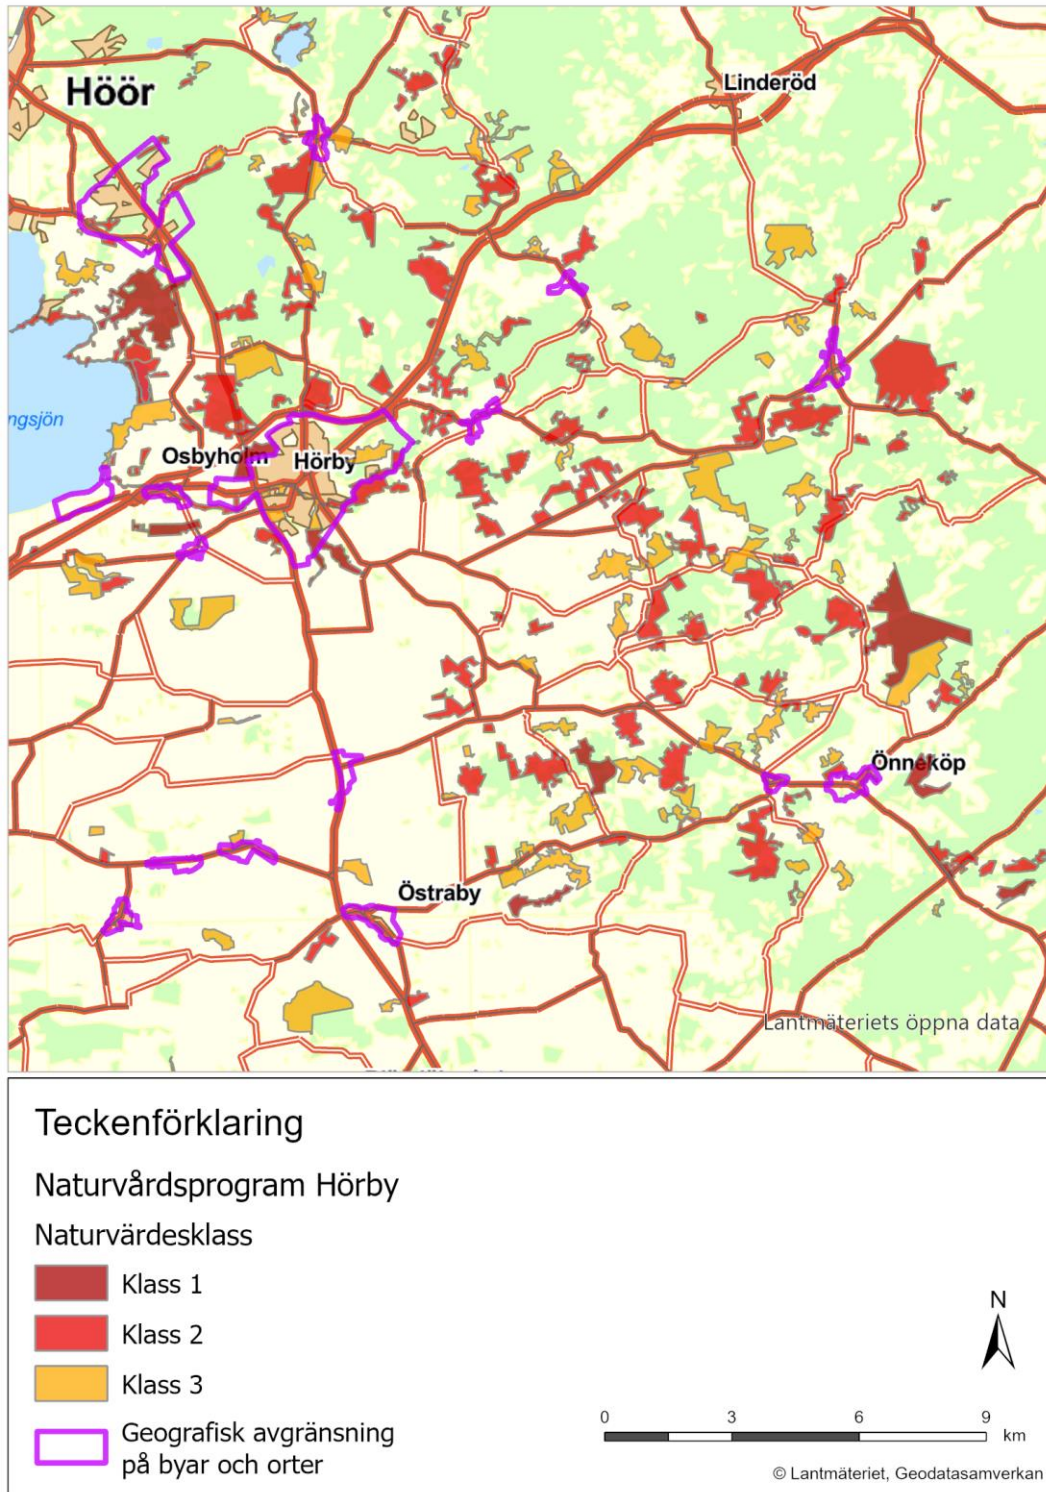 Höör
Linderöd
ngsjön
Osbyholm
Hörby
Önneköp
Östraby
Lantmäteriets öppna data
Teckenförklaring
Naturvårdsprogram Hörby
Naturvärdesklass
Klass 1
Klass 2
Klass 3
Geografisk avgränsning
på byar och orter
N
0 3 6 9
km
© Lantmäteriet, Geodatasamverkan